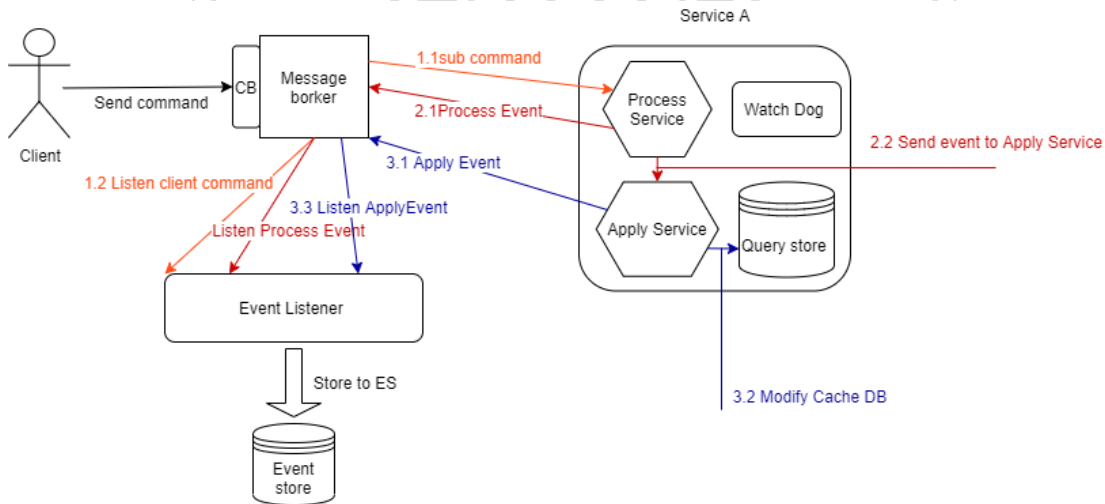 Service A
1.1sub command
CB
Message
borker
Process
Service
Watch Dog
Send command
2.1Process Event
Client
2.2 Send event to Apply Service
3.1 Apply Event
1.2 Listen client command
3.3 Listen ApplyEvent
Listen Process Event
Apply Service
Query store
Event Listener
Store to ES
3.2 Modify Cache DB
Event
store